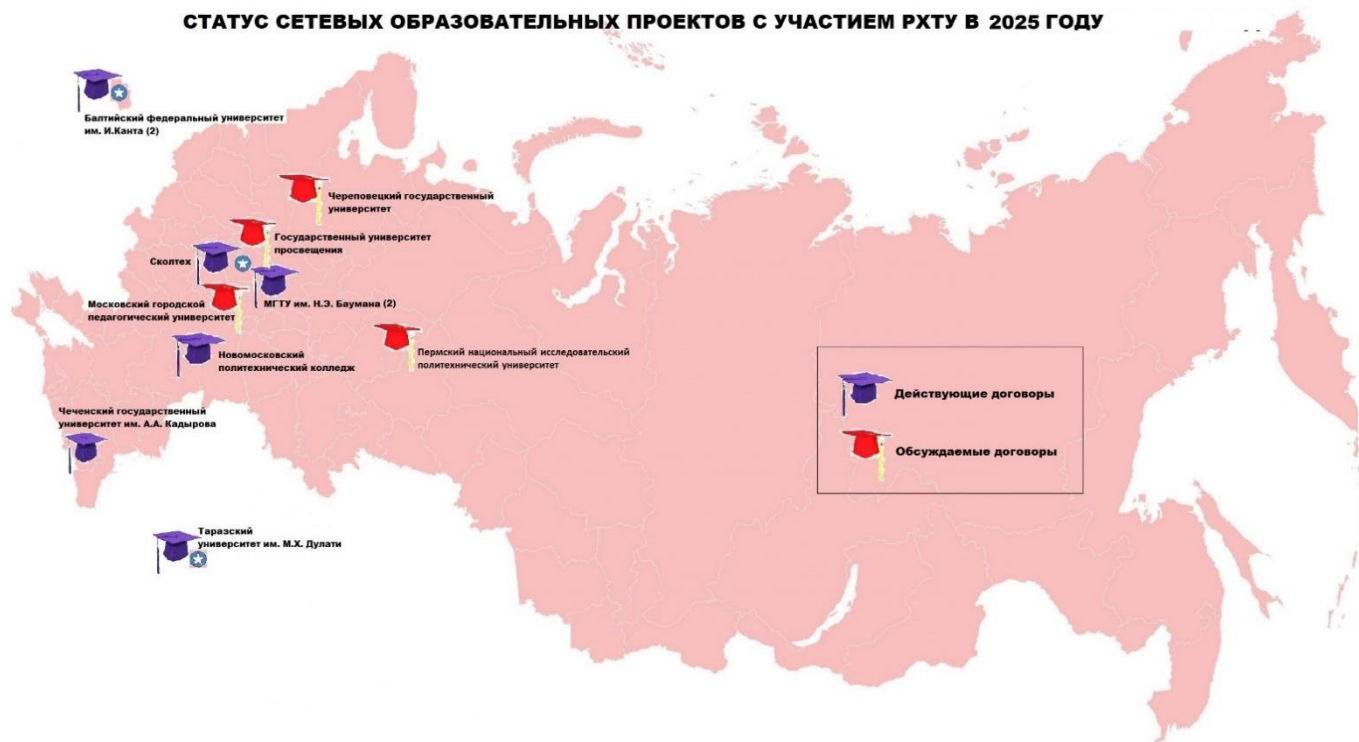 СТАТУС СЕТЕВЫХ ОБРАЗОВАТЕЛЬНЫХ ПРОЕКТОВ С УЧАСТИЕМ РХТУ В 2025 ГОДУ
Балтийский федеральный университет
им. И.Канта (2)
Череповецкий государственный
университет
Государственный университет
просвещения
Сколтех
МГТУ им. Н.Э. Баумана (2)
Московский городской
педагогический университет
Новомосковский
политехнический колледж
Пермский национальный исследовательский
политехнический университет
Чеченский государственный
университет им. А.А. Кадырова
Таразский
университет им. М.Х. Дулати
Действующие договоры
Обсуждаемые договоры